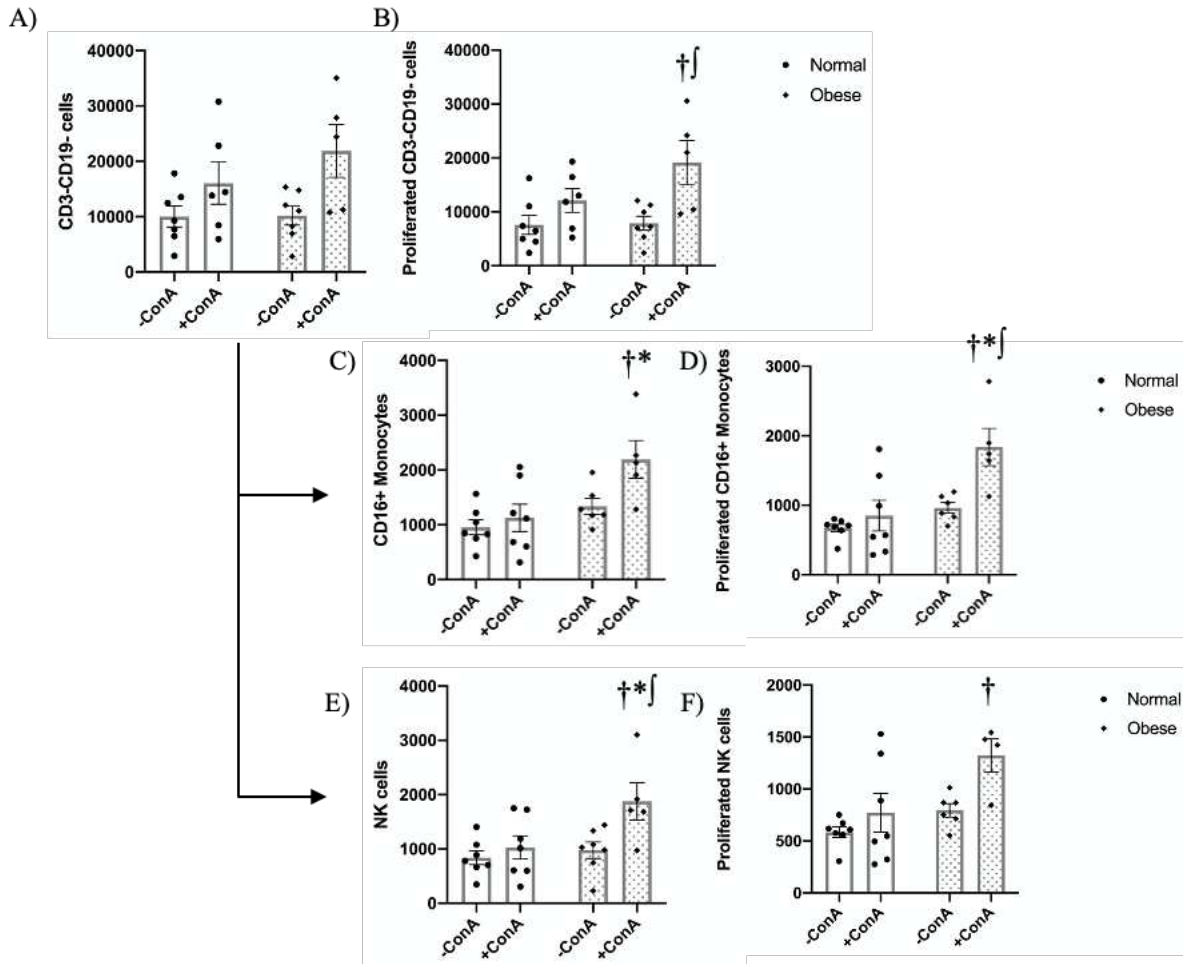 A)
CD3-CD19- cells
40000
30000
20000
10000
0
-ConA
+ConA
-ConA
+ConA
B)
Proliferated CD3-CD19- cells
40000
30000
20000
10000
0
†∫
-ConA
+ConA
-ConA
+ConA
Normal
Obese
C)
CD16+ Monocytes
4000
3000
2000
1000
0
†*
-ConA
+ConA
-ConA
+ConA
D)
Proliferated CD16+ Monocytes
3000
2000
1000
0
†*∫
-ConA
+ConA
-ConA
+ConA
Normal
Obese
E)
NK cells
4000
3000
2000
1000
0
†*∫
-ConA
+ConA
-ConA
+ConA
F)
Proliferated NK cells
2000
1500
1000
500
0
†
-ConA
+ConA
-ConA
+ConA
Normal
Obese